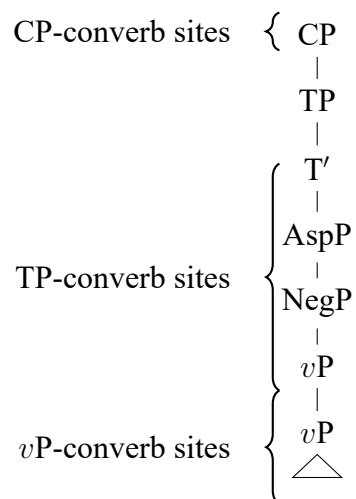 CP-converb sites CP
TP
T′
AspP
TP-converb sites
NegP
vP
vP-converb sites vP